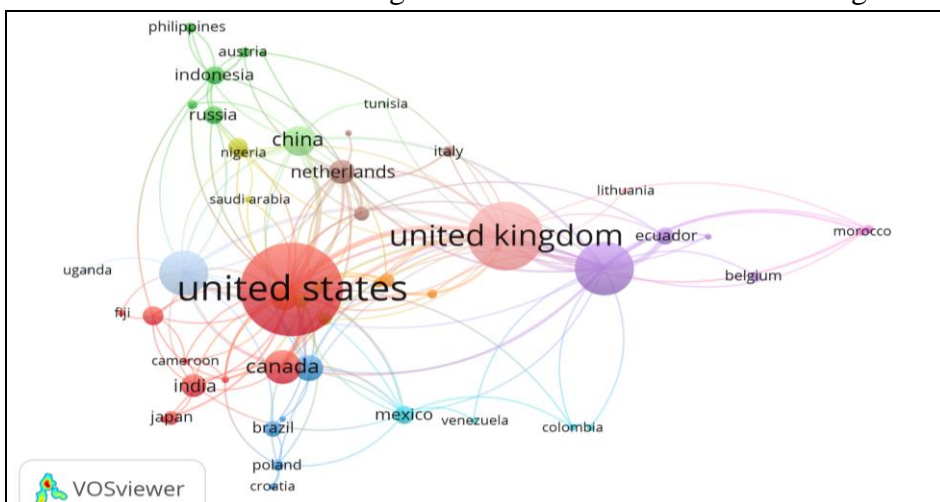 philippines
austria
indonesia
russia
tunisia
china
nigeria
italy
netherlands
saudi arabia
lithuania
united kingdom
ecuador
morocco
uganda
united states
belgium
fiji
cameroon
canada
india
japan
mexico
venezuela
brazil
colombia
poland
croatia
VOSviewer